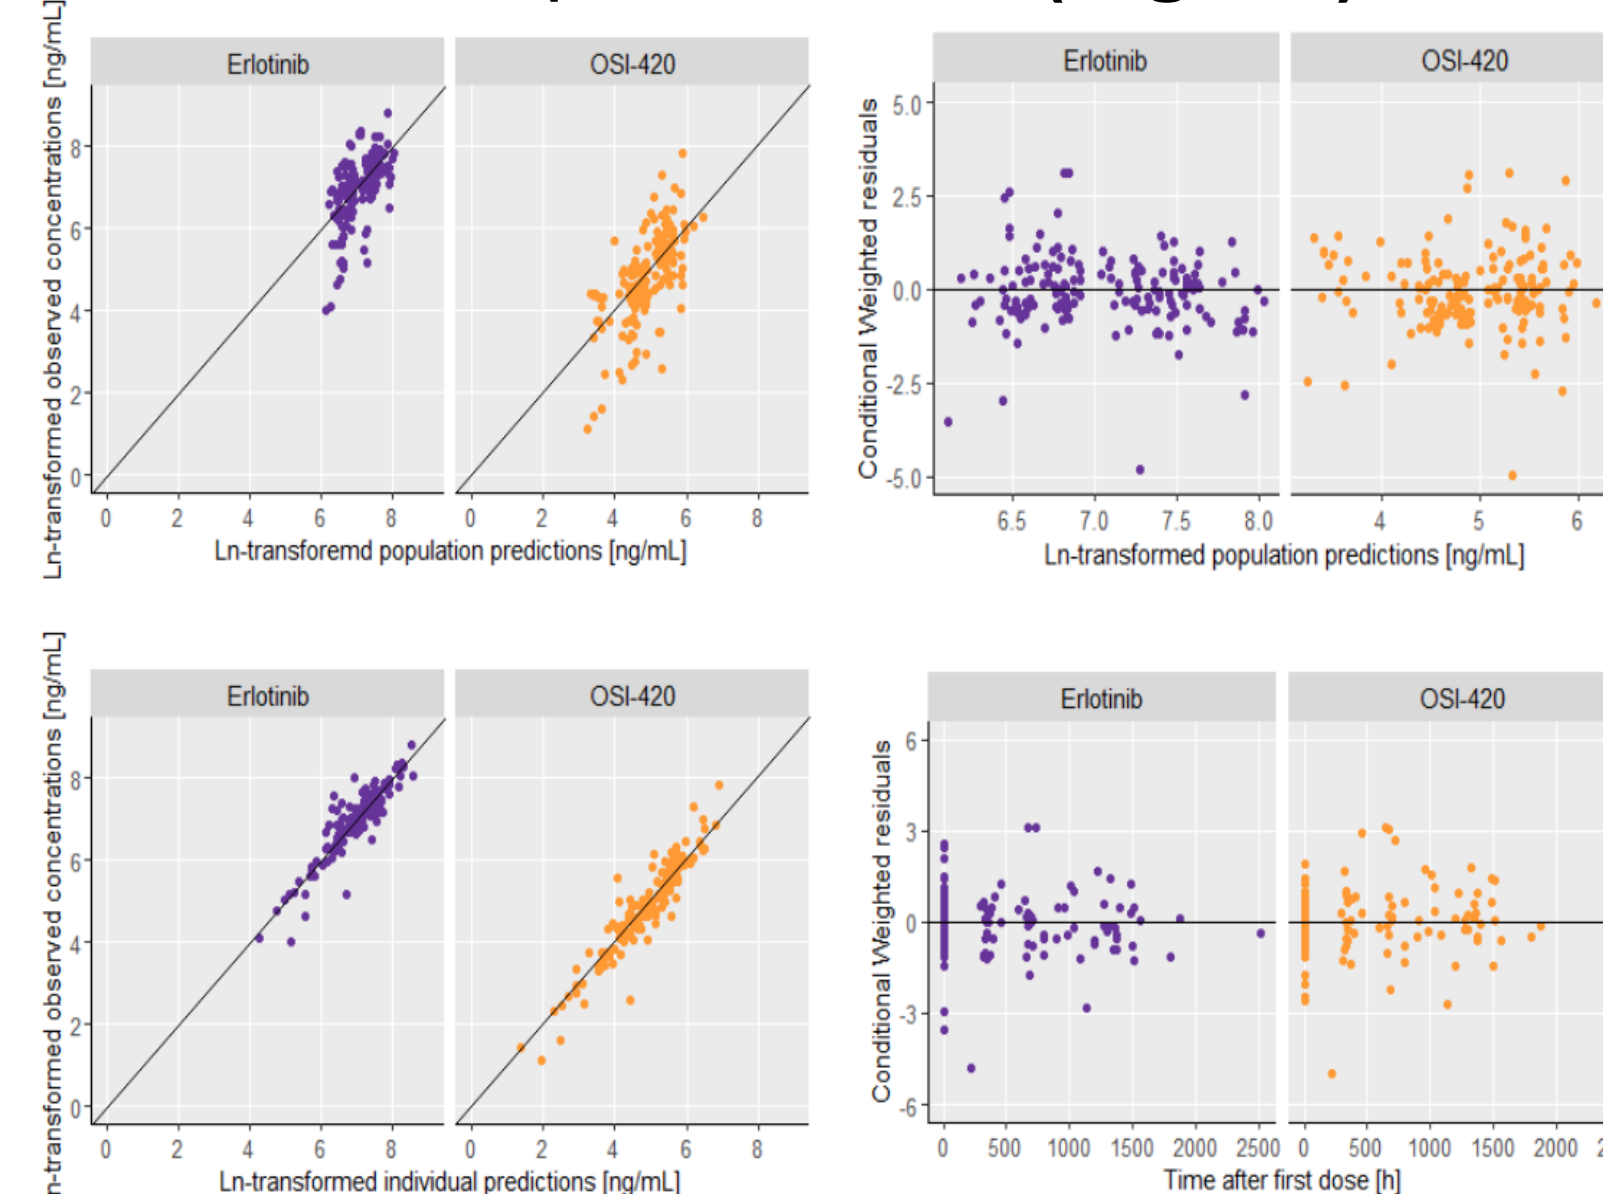 Erlotinib
OSI-420
Ln-transformed observed concentrations [ng/mL]
8
6
4
2
0
0 2 4 6 8
0 2 4 6 8
Ln-transforemd population predictions [ng/mL]
Erlotinib
OSI-420
Conditional Weighted residuals
5.0
2.5
0.0
-2.5
-5.0
6.5 7.0 7.5 8.0
4 5 6
Ln-transformed population predictions [ng/mL]
Erlotinib
OSI-420
n-transformed observed concentrations [ng/mL]
8
6
4
2
0
0 2 4 6 8
0 2 4 6 8
Ln-transformed individual predictions [ng/mL]
Erlotinib
OSI-420
Conditional Weighted residuals
6
3
0
-3
-6
0 500 1000 1500 2000 2500
0 500 1000 1500 2000 2
Time after first dose [h]